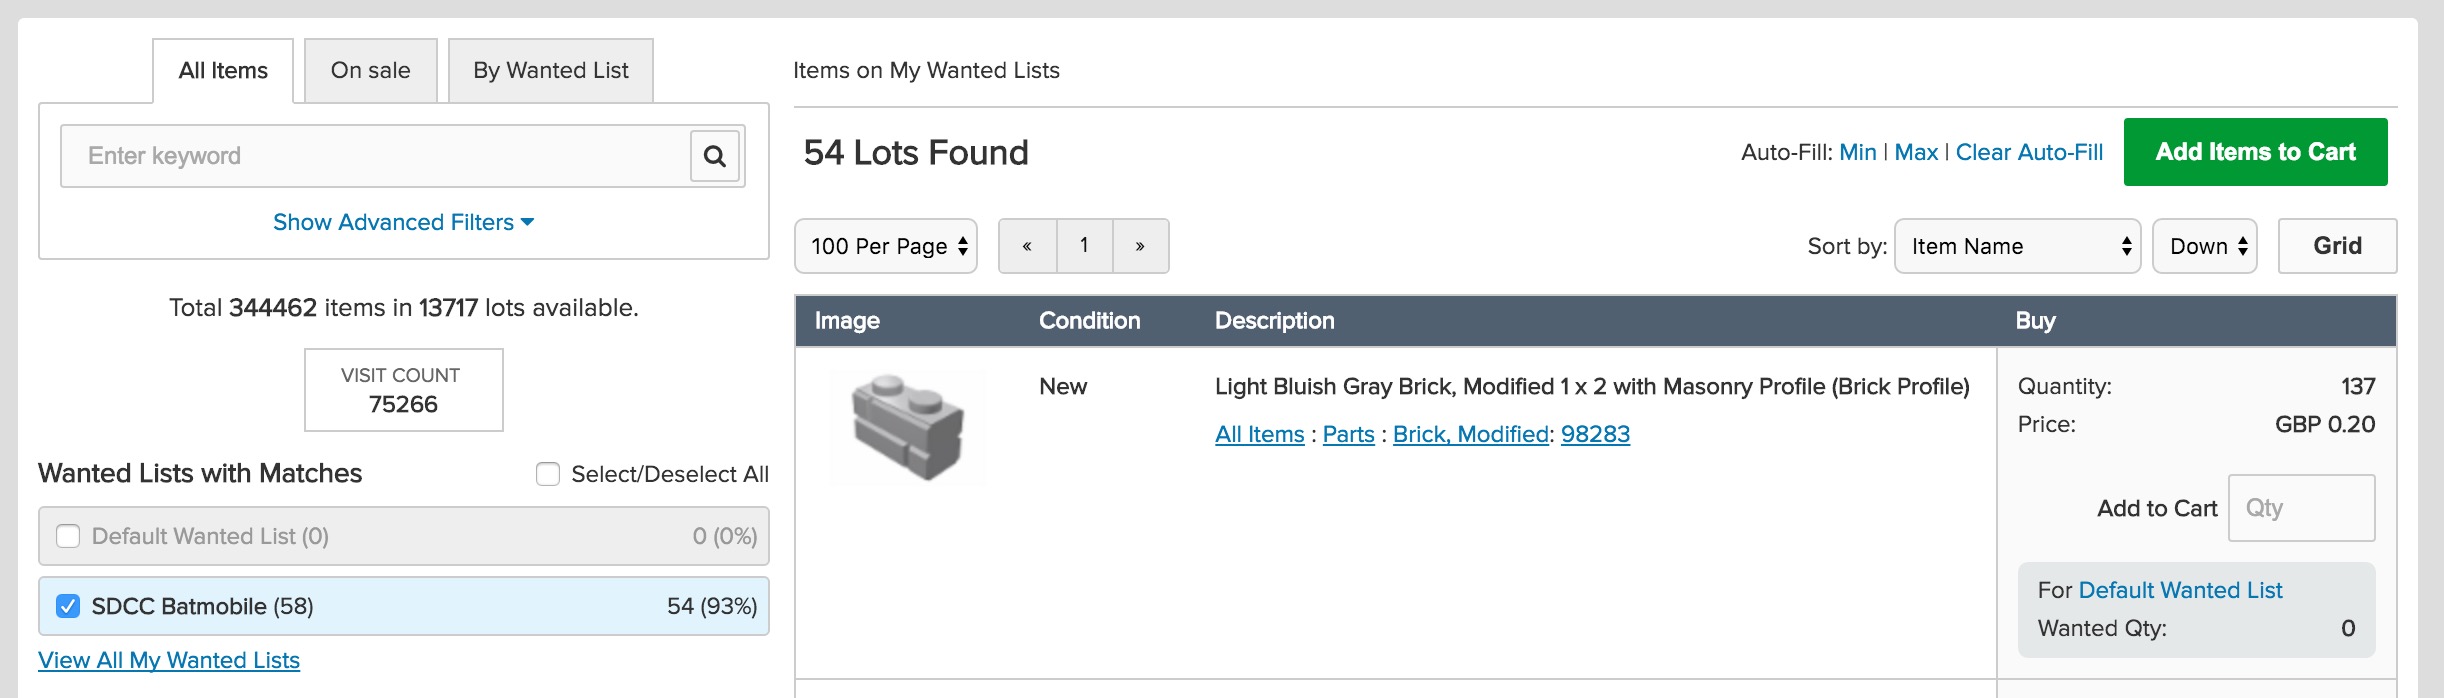 All Items
On sale
By Wanted List
Enter keyword
Show Advanced Filters
Total 344462 items in 13717 lots available.
VISIT COUNT
75266
Wanted Lists with Matches
Select/Deselect All
Default Wanted List (0) 0 (0%)
SDCC Batmobile (58) 54 (93%)
View All My Wanted Lists
Items on My Wanted Lists
54 Lots Found
Auto-Fill: Min | Max | Clear Auto-Fill
Add Items to Cart
100 Per Page
« 1 »
Sort by: Item Name Down Grid
Image Condition Description Buy
New
Light Bluish Gray Brick, Modified 1 x 2 with Masonry Profile (Brick Profile)
All Items : Parts : Brick, Modified: 98283
Quantity: 137
Price: GBP 0.20
Add to Cart Qty
For Default Wanted List
Wanted Qty: 0